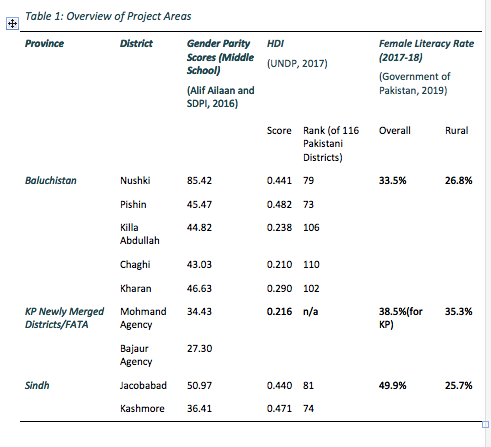 Table 1: Overview of Project Areas
Province District Gender Parity HDI Female Literacy Rate
Scores (Middle (UNDP, 2017) (2017-18)
School) (Government of
(Alif Ailaan and Pakistan, 2019)
SDPI, 2016)
Score Rank (of 116 Overall Rural
Pakistani
Districts)
Baluchistan Nushki 85.42 0.441 79 33.5% 26.8%
Pishin 45.47 0.482 73
Killa 44.82 0.238 106
Abdullah
Chaghi 43.03 0.210 110
Kharan 46.63 0.290 102
KP Newly Merged Mohmand 34.43 0.216 n/a 38.5%(for 35.3%
Districts/FATA Agency KP)
Bajaur 27.30
Agency
Sindh Jacobabad 50.97 0.440 81 49.9% 25.7%
Kashmore 36.41 0.471 74